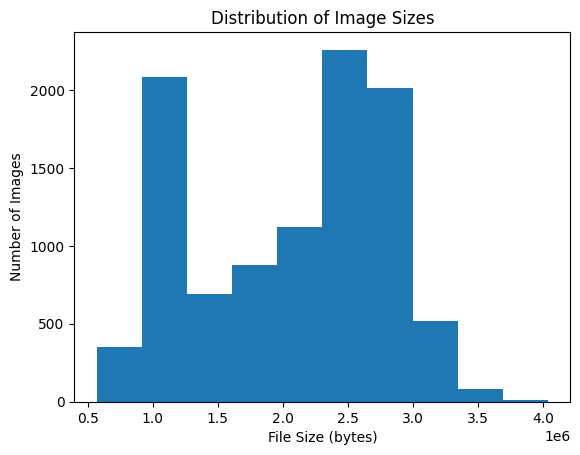 Distribution of Image Sizes
Number of Images
2000
1500
1000
500
0
0.5 1.0 1.5 2.0 2.5 3.0 3.5 4.0
1e6
File Size (bytes)